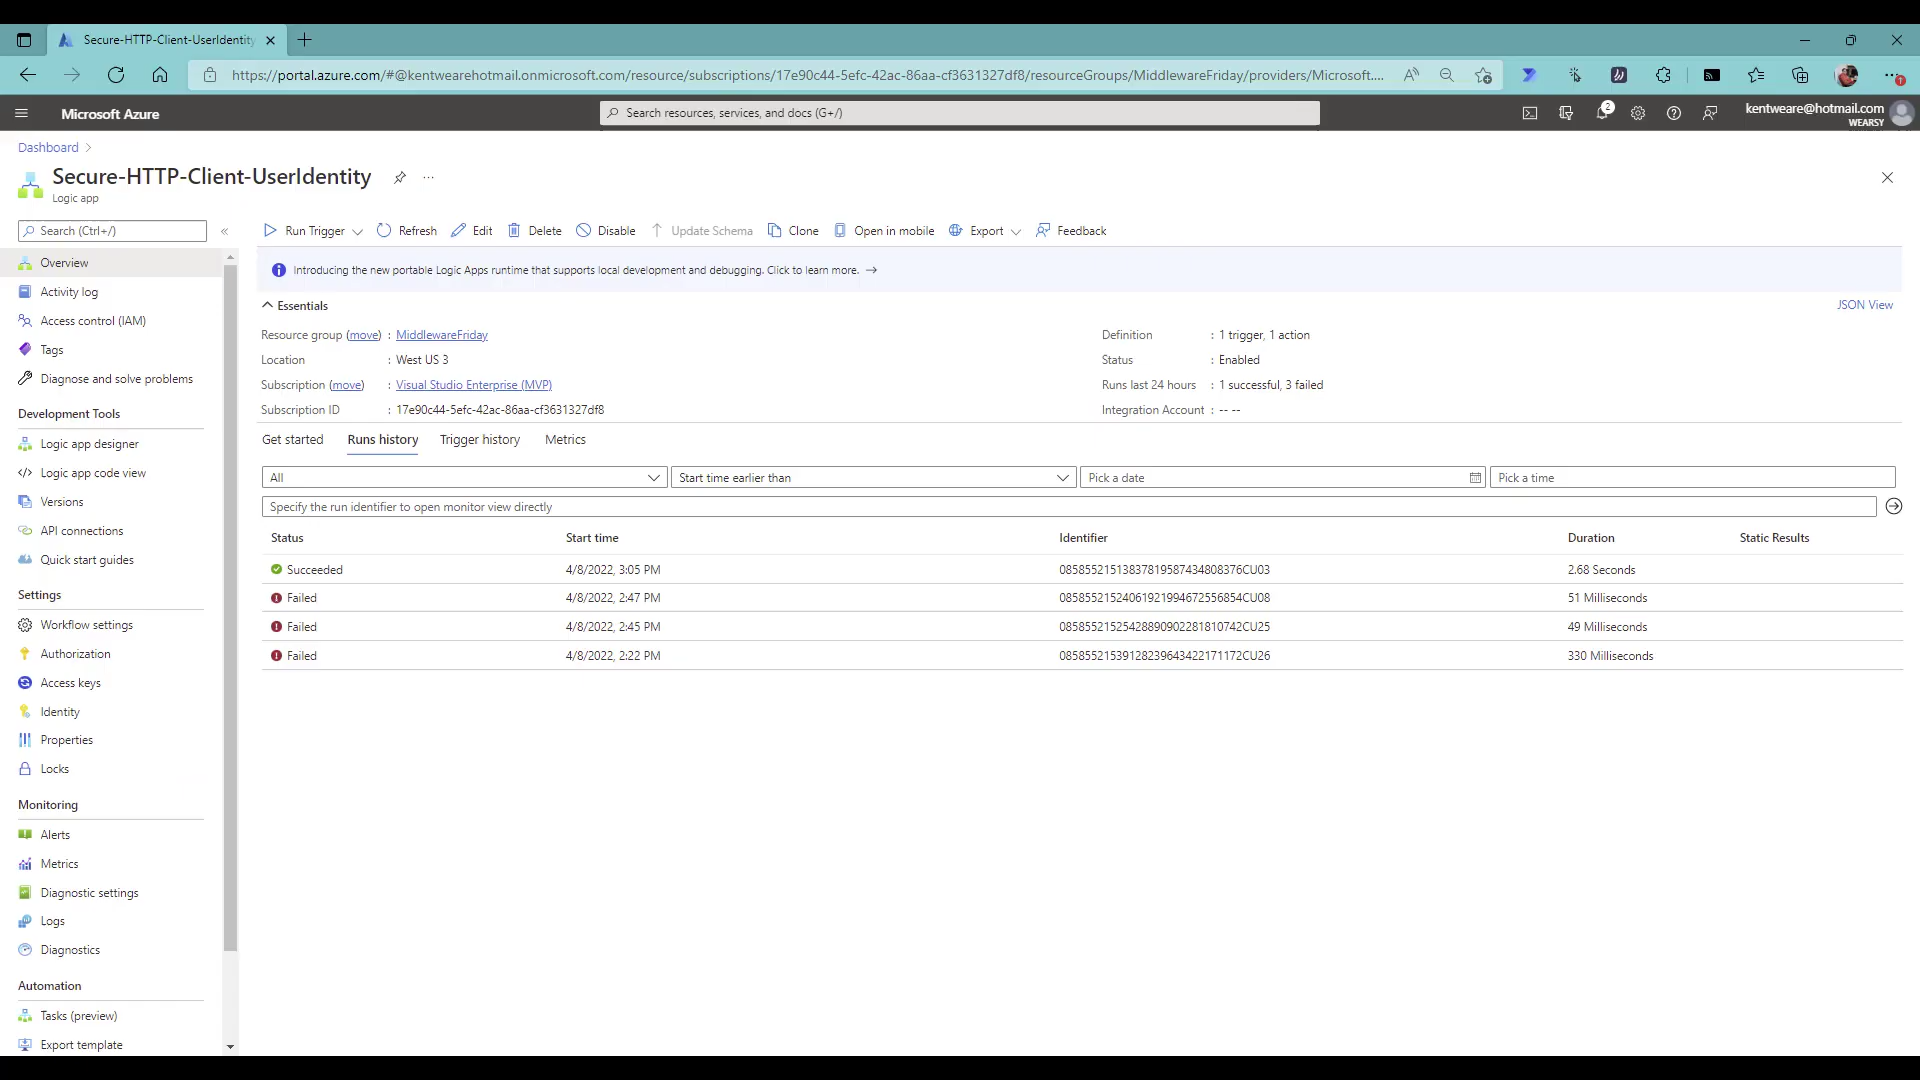 Secure-HTTP-Client-UserIdentity
https://portal.azure.com/#@kentwearehotmail.onmicrosoft.com/resource/subscriptions/17e90c44-5efc-42ac-86aa-cf3631327df8/resourceGroups/MiddlewareFriday/providers/Microsoft....
Microsoft Azure
Search resources, services, and docs (G+/)
2
kentweare@hotmail.com
WEARSY
Dashboard
Secure-HTTP-Client-UserIdentity
Logic app
Search (Ctrl+/)
Run Trigger
Refresh
Edit
Delete
Disable
Update Schema
Clone
Open in mobile
Export
Feedback
Overview
Activity log
Access control (IAM)
Tags
Diagnose and solve problems
Development Tools
Logic app designer
Logic app code view
Versions
API connections
Quick start guides
Settings
Workflow settings
Authorization
Access keys
Identity
Properties
Locks
Monitoring
Alerts
Metrics
Diagnostic settings
Logs
Diagnostics
Automation
Tasks (preview)
Export template
Introducing the new portable Logic Apps runtime that supports local development and debugging. Click to learn more. →
Essentials
JSON View
Resource group (move) : MiddlewareFriday
Location : West US 3
Subscription (move) : Visual Studio Enterprise (MVP)
Subscription ID : 17e90c44-5efc-42ac-86aa-cf3631327df8
Definition : 1 trigger, 1 action
Status : Enabled
Runs last 24 hours : 1 successful, 3 failed
Integration Account : -- --
Get started Runs history Trigger history Metrics
All
Start time earlier than
Pick a date
Pick a time
Specify the run identifier to open monitor view directly
Status Start time Identifier Duration Static Results
Succeeded 4/8/2022, 3:05 PM 08585521513837819587434808376CU03 2.68 Seconds
Failed 4/8/2022, 2:47 PM 08585521524061921994672556854CU08 51 Milliseconds
Failed 4/8/2022, 2:45 PM 08585521525428890902281810742CU25 49 Milliseconds
Failed 4/8/2022, 2:22 PM 08585521539128239643422171172CU26 330 Milliseconds